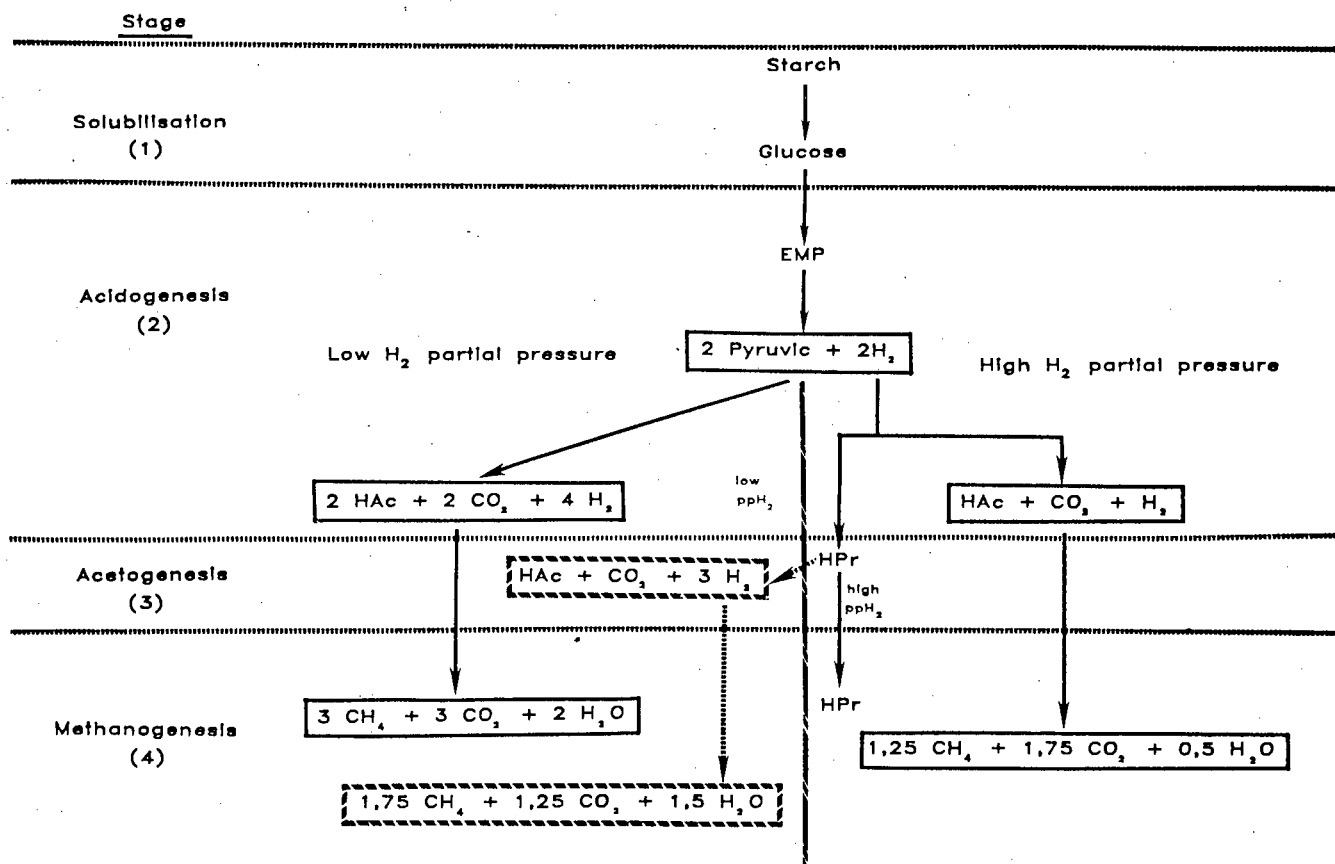 Stage
Starch
Solubilisation
(1)
Glucose
EMP
Acidogenesis
(2)
2 Pyruvic + 2H₂
Low H₂ partial pressure
High H₂ partial pressure
low
ppH₂
2 HAc + 2 CO₂ + 4 H₂
HAc + CO₂ + H₂
Acetogenesis
(3)
HAc + CO₂ + 3 H₂
HPr
high
ppH₂
HPr
3 CH₄ + 3 CO₂ + 2 H₂O
Methanogenesis
(4)
1,25 CH₄ + 1,75 CO₂ + 0,5 H₂O
1,75 CH₄ + 1,25 CO₂ + 1,5 H₂O